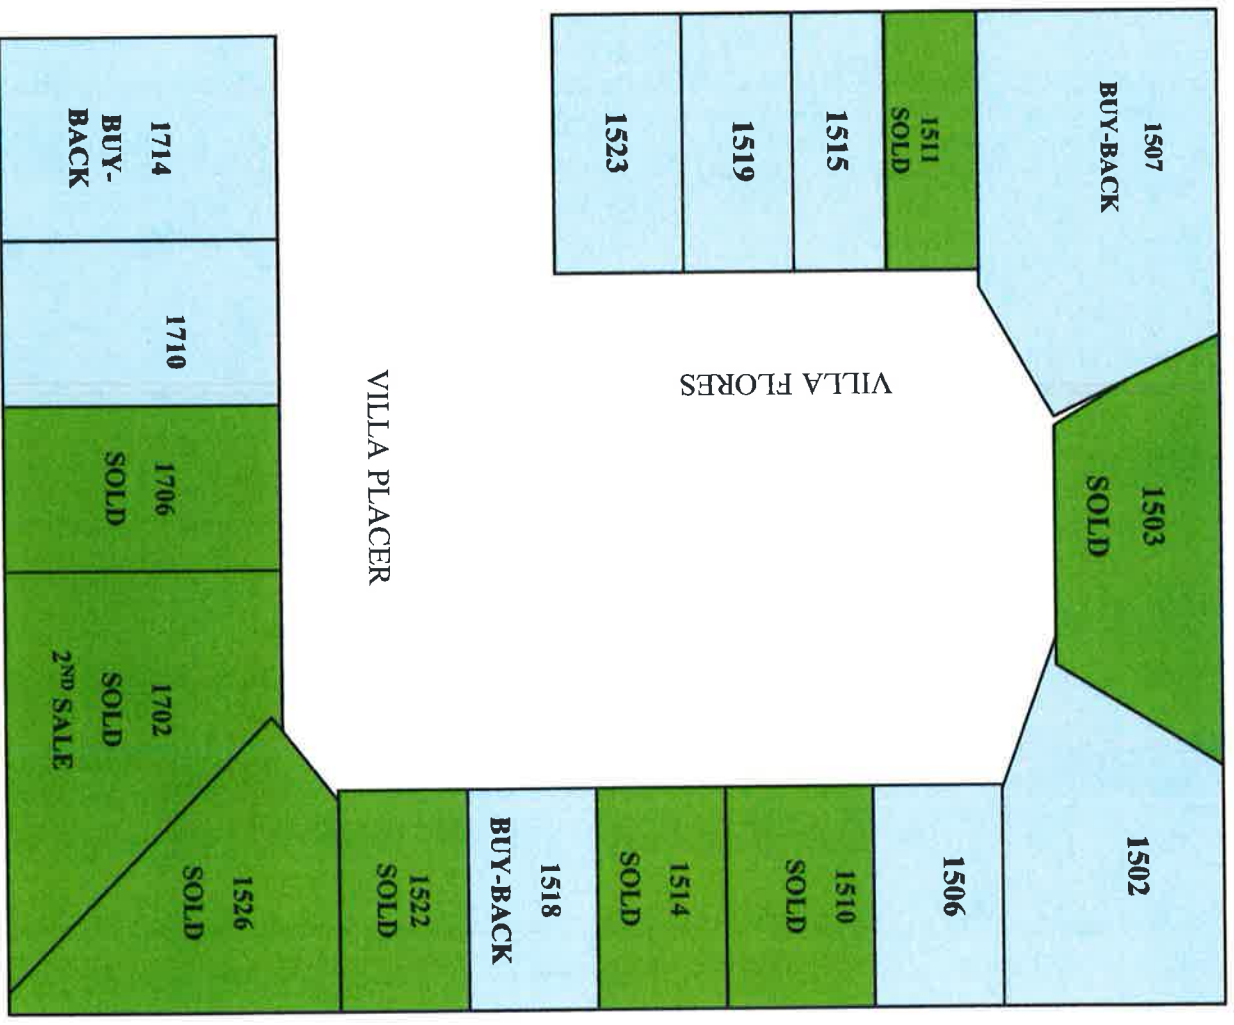 1507
BUY-BACK
1511
SOLD
1515
1519
1523
1503
SOLD
1502
1506
1510
SOLD
1514
SOLD
1518
BUY-BACK
1522
SOLD
1526
SOLD
VILLA FLORES
VILLA PLACER
1714
BUY-
BACK
1710
1706
SOLD
1702
SOLD
2ND SALE